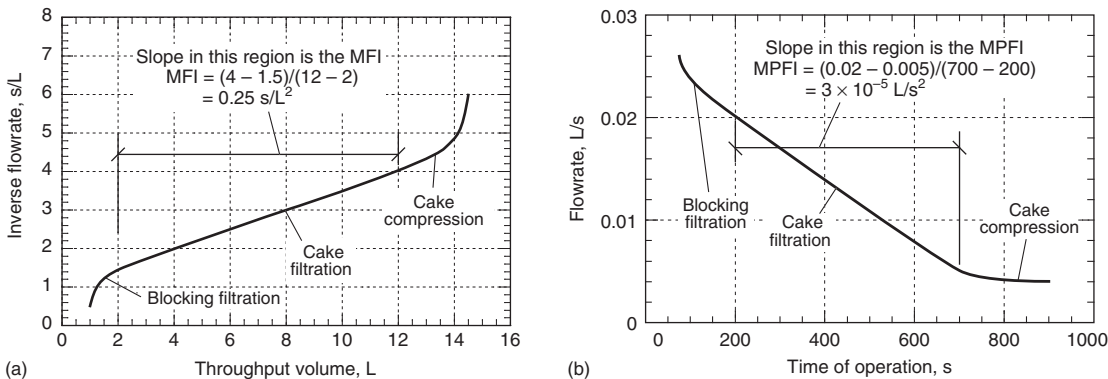 8
7
6
5
4
3
2
1
0
Inverse flowrate, s/L
Slope in this region is the MFI
MFI = (4 – 1.5)/(12 – 2)
= 0.25 s/L²
Cake
compression
Cake
filtration
Blocking filtration
0 2 4 6 8 10 12 14 16
Throughput volume, L
(a)
0.03
0.02
0.01
0
Flowrate, L/s
Slope in this region is the MPFI
MPFI = (0.02 – 0.005)/(700 – 200)
= 3 × 10⁻⁵ L/s²
Blocking
filtration
Cake
filtration
Cake
compression
0 200 400 600 800 1000
Time of operation, s
(b)